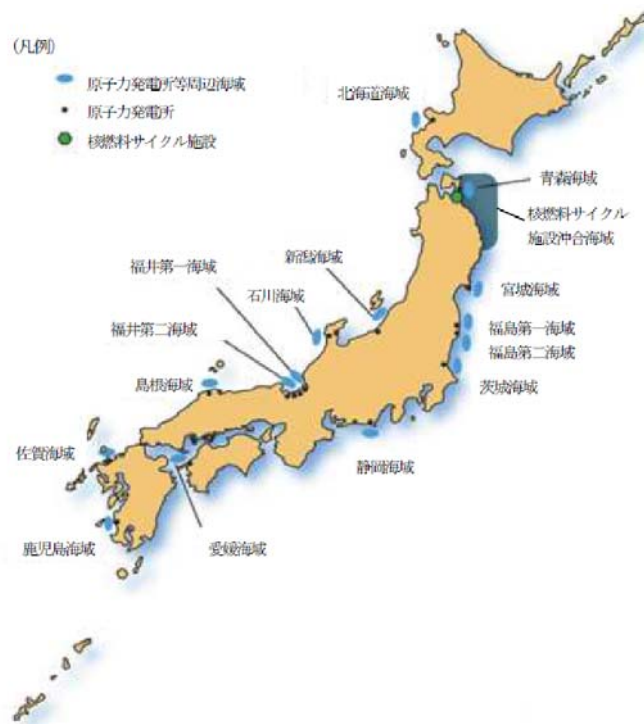 (凡例)
原子力発電所等周辺海域
原子力発電所
核燃料サイクル施設
北海道海域
青森海域
核燃料サイクル
施設沖合海域
新潟海域
福井第一海域
石川海域
宮城海域
福井第二海域
福島第一海域
福島第二海域
島根海域
茨城海域
佐賀海域
静岡海域
鹿児島海域
愛媛海域